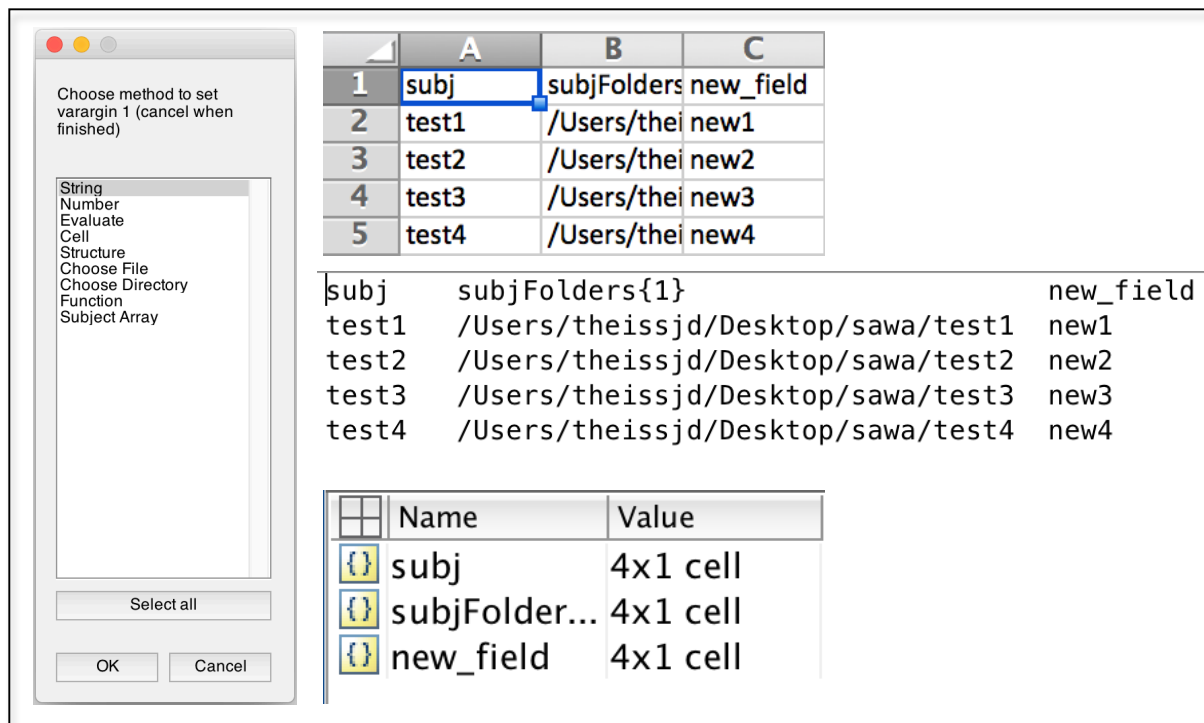 Choose method to set
varargin 1 (cancel when
finished)
String
Number
Evaluate
Cell
Structure
Choose File
Choose Directory
Function
Subject Array
Select all
OK Cancel
A B C
1 subj subjFolders new_field
2 test1 /Users/thei new1
3 test2 /Users/thei new2
4 test3 /Users/thei new3
5 test4 /Users/thei new4
subj subjFolders{1} new_field
test1 /Users/theissjd/Desktop/sawa/test1 new1
test2 /Users/theissjd/Desktop/sawa/test2 new2
test3 /Users/theissjd/Desktop/sawa/test3 new3
test4 /Users/theissjd/Desktop/sawa/test4 new4
Name Value
{} subj 4x1 cell
{} subjFolder... 4x1 cell
{} new_field 4x1 cell